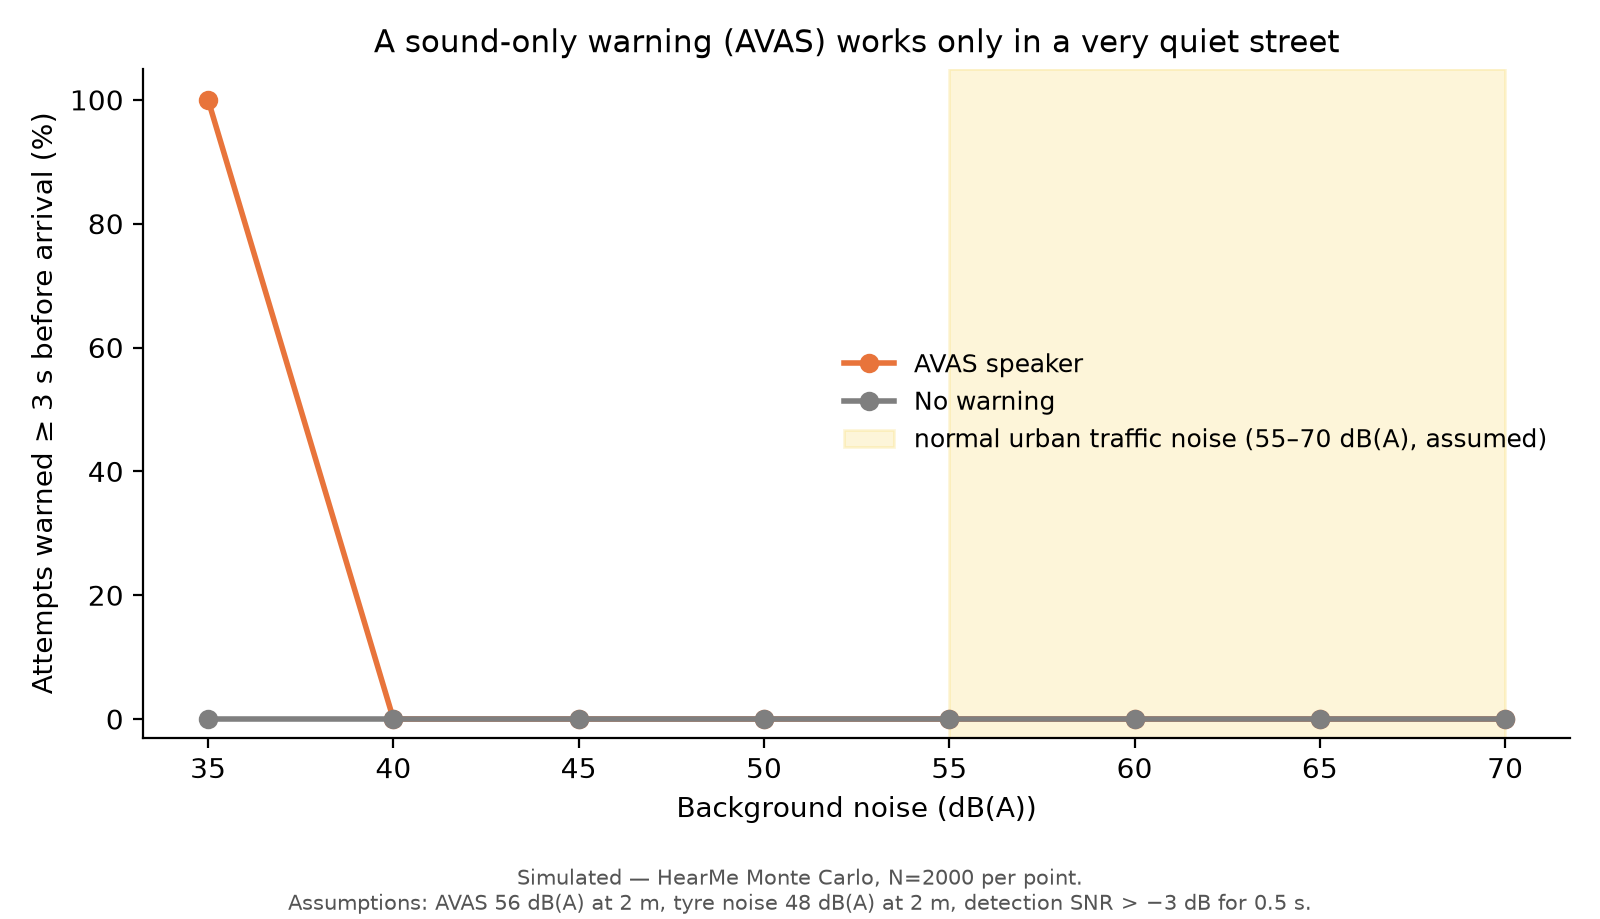 A sound-only warning (AVAS) works only in a very quiet street
Attempts warned ≥ 3 s before arrival (%)
100
80
60
40
20
0
AVAS speaker
No warning
normal urban traffic noise (55–70 dB(A), assumed)
35 40 45 50 55 60 65 70
Background noise (dB(A))
Simulated — HearMe Monte Carlo, N=2000 per point.
Assumptions: AVAS 56 dB(A) at 2 m, tyre noise 48 dB(A) at 2 m, detection SNR > −3 dB for 0.5 s.